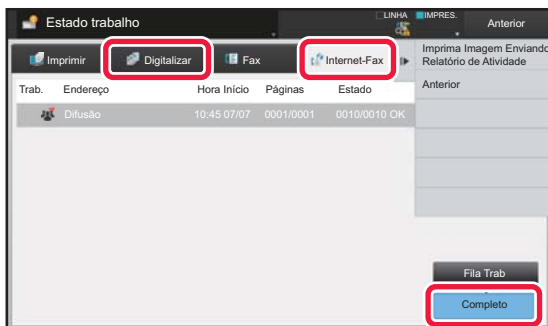 Estado trabalho
LINHA
IMPRES.
Anterior
Imprimir
Digitalizar
Fax
Internet-Fax
Imprima Imagem Enviando
Relatório de Atividade
Trab.
Endereço
Hora Início
Páginas
Estado
Anterior
Difusão
10:45 07/07
0001/0001
0010/0010 OK
Fila Trab
Completo